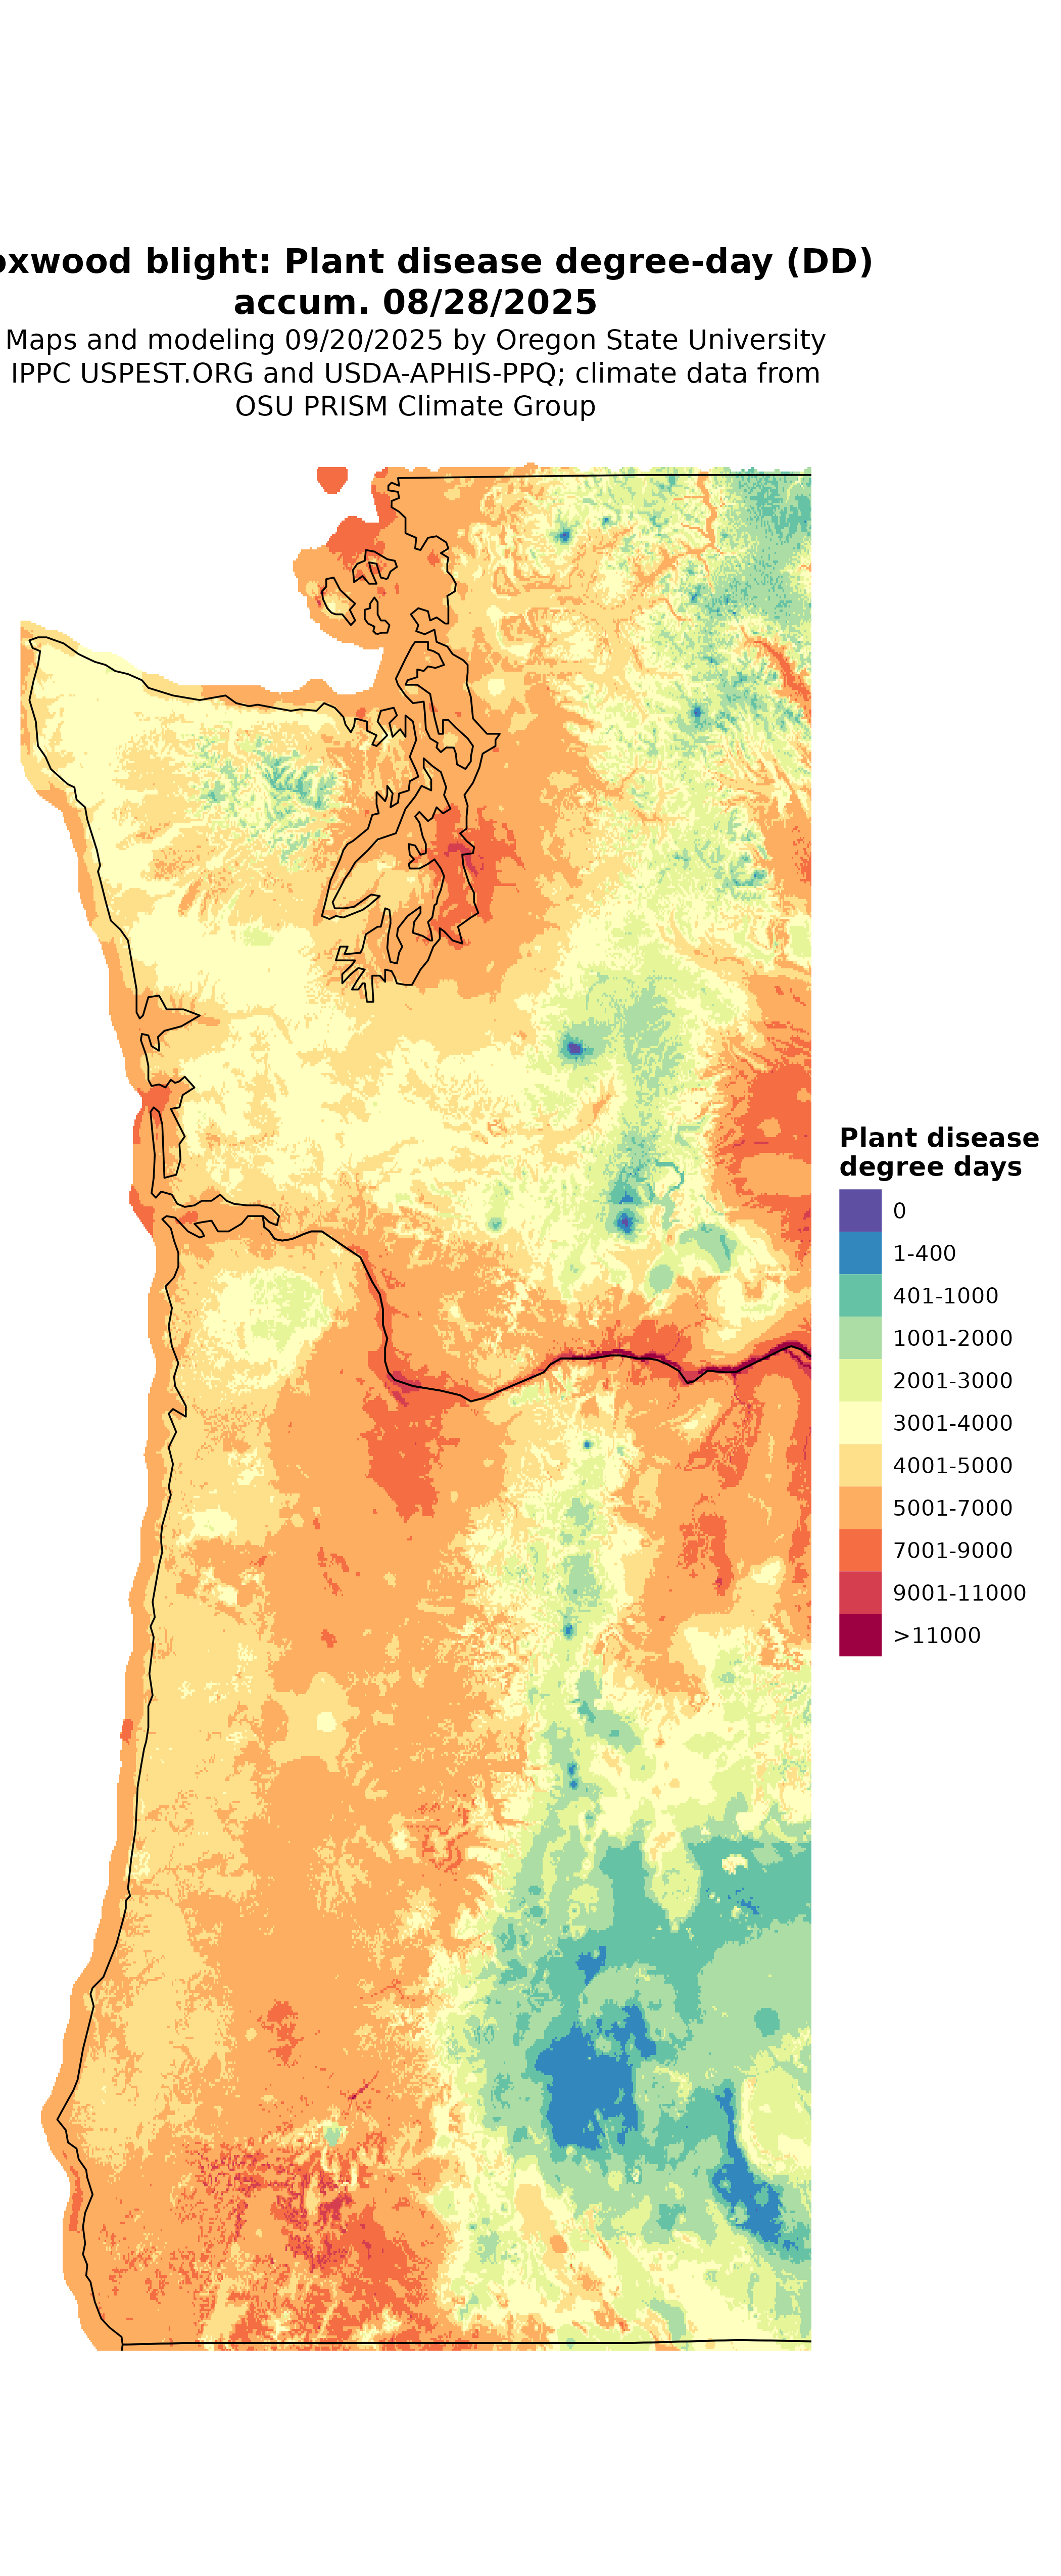 oxwood blight: Plant disease degree-day (DD)
accum. 08/28/2025
Maps and modeling 09/20/2025 by Oregon State University
IPPC USPEST.ORG and USDA-APHIS-PPQ; climate data from
OSU PRISM Climate Group
Plant disease
degree days
0
1-400
401-1000
1001-2000
2001-3000
3001-4000
4001-5000
5001-7000
7001-9000
9001-11000
>11000